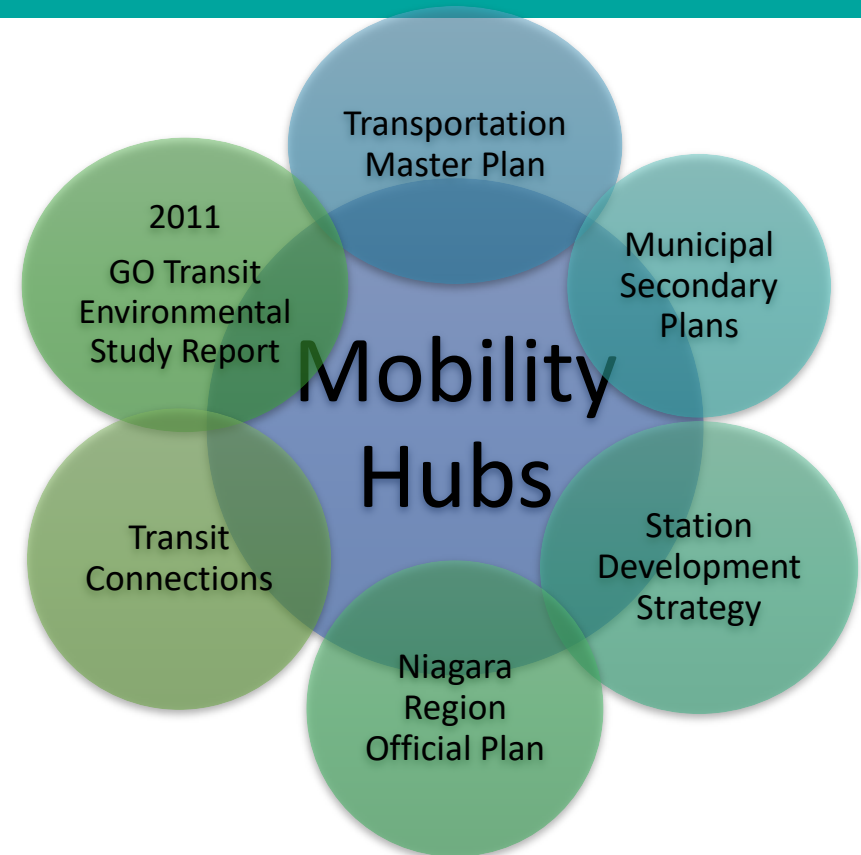 Transportation
Master Plan
2011
GO Transit
Environmental
Study Report
Municipal
Secondary
Plans
Mobility
Hubs
Transit
Connections
Station
Development
Strategy
Niagara
Region
Official Plan